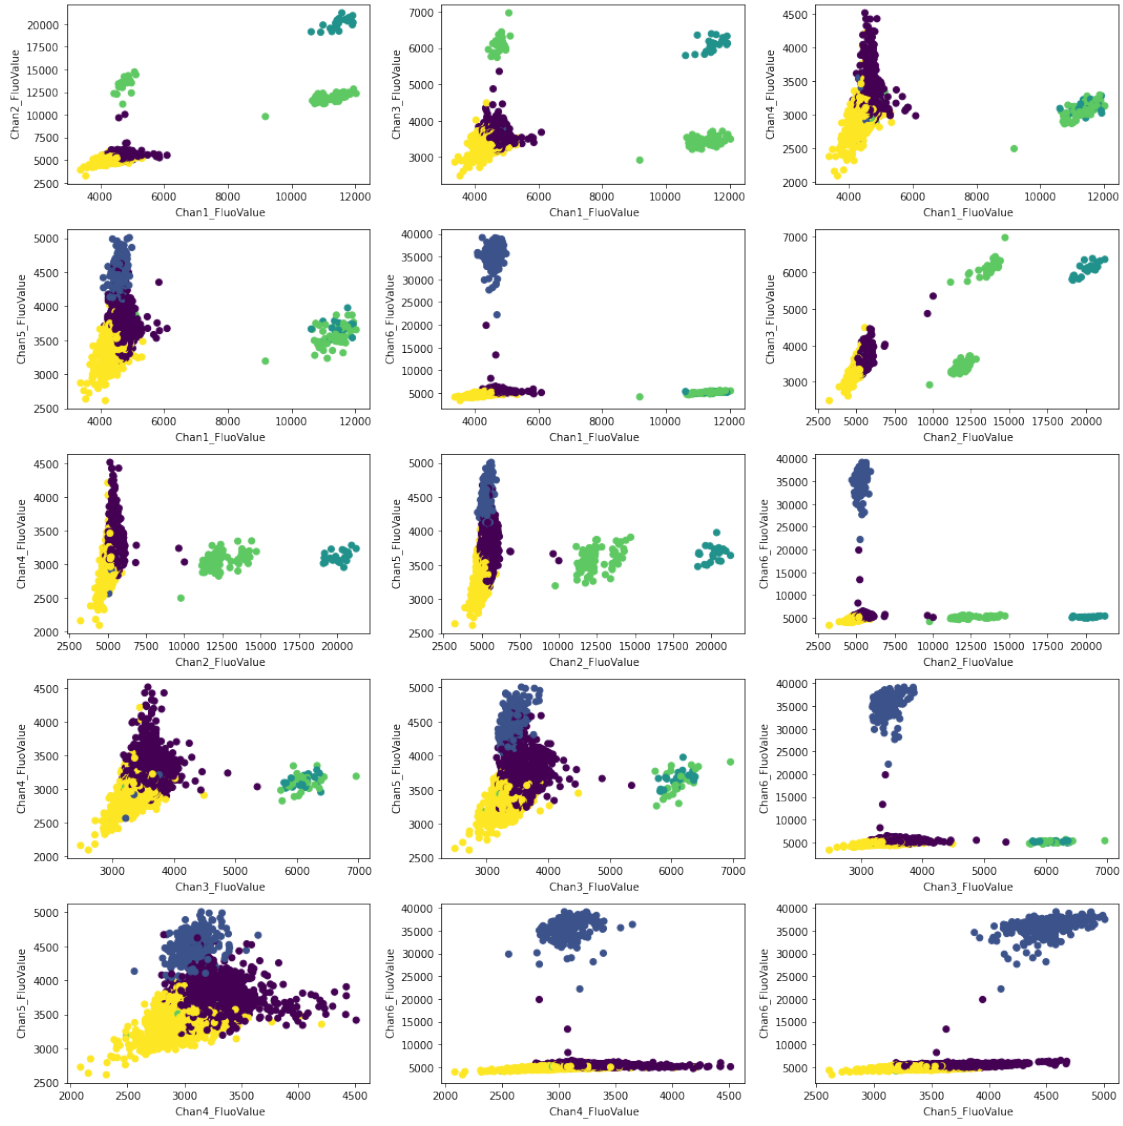 Chan2_FluoValue
20000
17500
15000
12500
10000
7500
5000
2500
4000 6000 8000 10000 12000
Chan1_FluoValue
Chan3_FluoValue
7000
6000
5000
4000
3000
4000 6000 8000 10000 12000
Chan1_FluoValue
Chan4_FluoValue
4500
4000
3500
3000
2500
2000
4000 6000 8000 10000 12000
Chan1_FluoValue
Chan5_FluoValue
5000
4500
4000
3500
3000
2500
4000 6000 8000 10000 12000
Chan1_FluoValue
Chan6_FluoValue
40000
35000
30000
25000
20000
15000
10000
5000
4000 6000 8000 10000 12000
Chan1_FluoValue
Chan3_FluoValue
7000
6000
5000
4000
3000
2500 5000 7500 10000 12500 15000 17500 20000
Chan2_FluoValue
Chan4_FluoValue
4500
4000
3500
3000
2500
2000
2500 5000 7500 10000 12500 15000 17500 20000
Chan2_FluoValue
Chan5_FluoValue
5000
4500
4000
3500
3000
2500
2500 5000 7500 10000 12500 15000 17500 20000
Chan2_FluoValue
Chan6_FluoValue
40000
35000
30000
25000
20000
15000
10000
5000
2500 5000 7500 10000 12500 15000 17500 20000
Chan2_FluoValue
Chan4_FluoValue
4500
4000
3500
3000
2500
2000
3000 4000 5000 6000 7000
Chan3_FluoValue
Chan5_FluoValue
5000
4500
4000
3500
3000
2500
3000 4000 5000 6000 7000
Chan3_FluoValue
Chan6_FluoValue
40000
35000
30000
25000
20000
15000
10000
5000
3000 4000 5000 6000 7000
Chan3_FluoValue
Chan5_FluoValue
5000
4500
4000
3500
3000
2500
2000 2500 3000 3500 4000 4500
Chan4_FluoValue
Chan6_FluoValue
40000
35000
30000
25000
20000
15000
10000
5000
2000 2500 3000 3500 4000 4500
Chan4_FluoValue
Chan6_FluoValue
40000
35000
30000
25000
20000
15000
10000
5000
2500 3000 3500 4000 4500 5000
Chan5_FluoValue